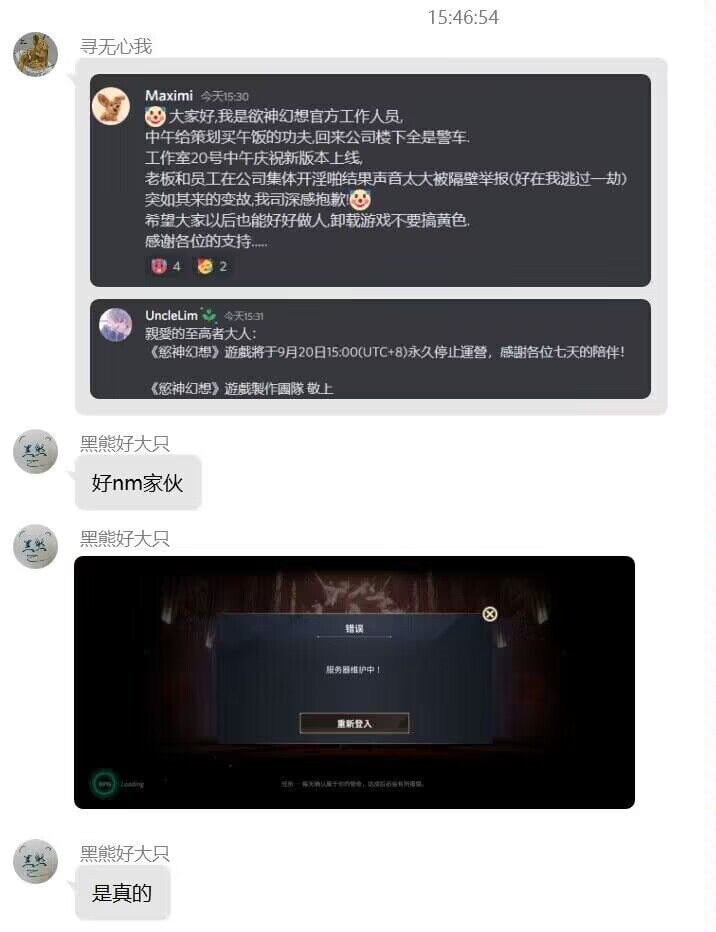 15:46:54
寻无心我
Maximi 今天15:30
🤡大家好,我是欲神幻想官方工作人员,
中午给策划买午饭的功夫,回来公司楼下全是警车.
工作室20号中午庆祝新版本上线,
老板和员工在公司集体开淫啪结果声音太大被隔壁举报(好在我逃过一劫)
突如其来的变故,我司深感抱歉!🤡
希望大家以后也能好好做人,卸载游戏不要搞黄色.
感谢各位的支持.....
4 2
UncleLim 今天15:31
親愛的至高者大人:
《慾神幻想》遊戲將于9月20日15:00(UTC+8)永久停止運營，感謝各位七天的陪伴!
《慾神幻想》遊戲製作團隊 敬上
黑熊好大只
好nm家伙
黑熊好大只
错误
服务器维护中！
重新登入
Loading
黑熊好大只
是真的